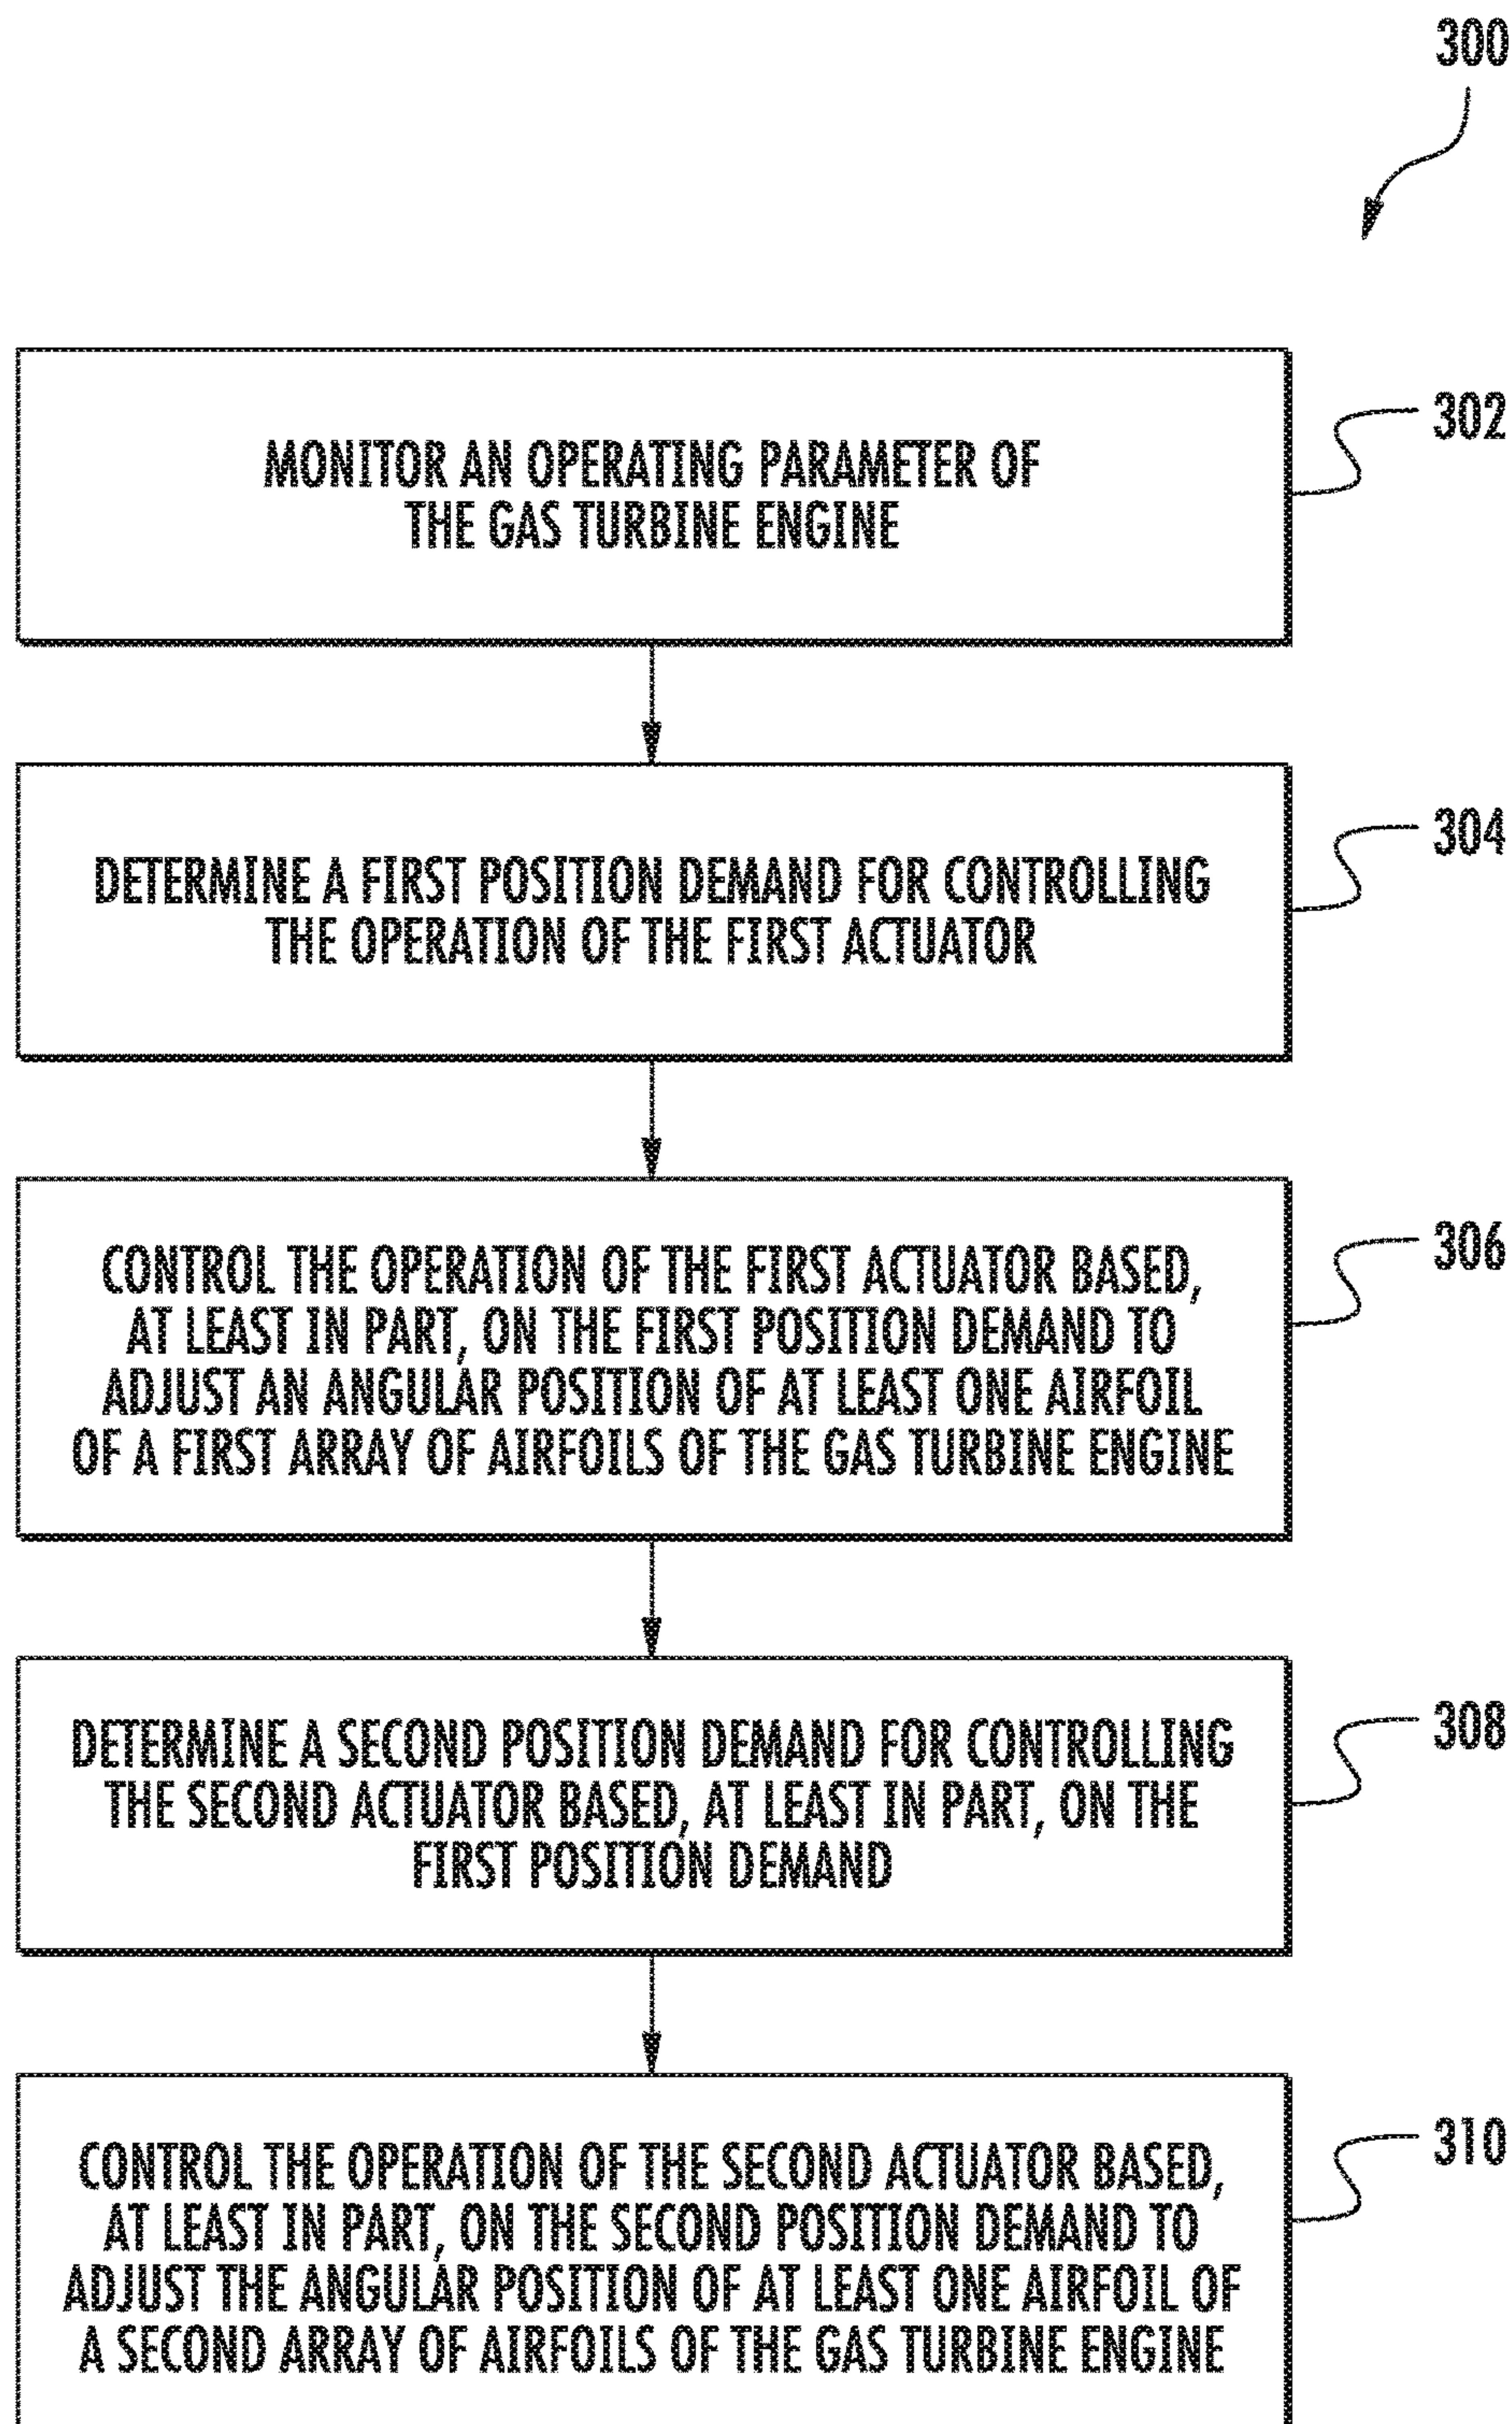 300
MONITOR AN OPERATING PARAMETER OF
THE GAS TURBINE ENGINE
302
DETERMINE A FIRST POSITION DEMAND FOR CONTROLLING
THE OPERATION OF THE FIRST ACTUATOR
304
CONTROL THE OPERATION OF THE FIRST ACTUATOR BASED,
AT LEAST IN PART, ON THE FIRST POSITION DEMAND TO
ADJUST AN ANGULAR POSITION OF AT LEAST ONE AIRFOIL
OF A FIRST ARRAY OF AIRFOILS OF THE GAS TURBINE ENGINE
306
DETERMINE A SECOND POSITION DEMAND FOR CONTROLLING
THE SECOND ACTUATOR BASED, AT LEAST IN PART, ON THE
FIRST POSITION DEMAND
308
CONTROL THE OPERATION OF THE SECOND ACTUATOR BASED,
AT LEAST IN PART, ON THE SECOND POSITION DEMAND TO
ADJUST THE ANGULAR POSITION OF AT LEAST ONE AIRFOIL OF
A SECOND ARRAY OF AIRFOILS OF THE GAS TURBINE ENGINE
310